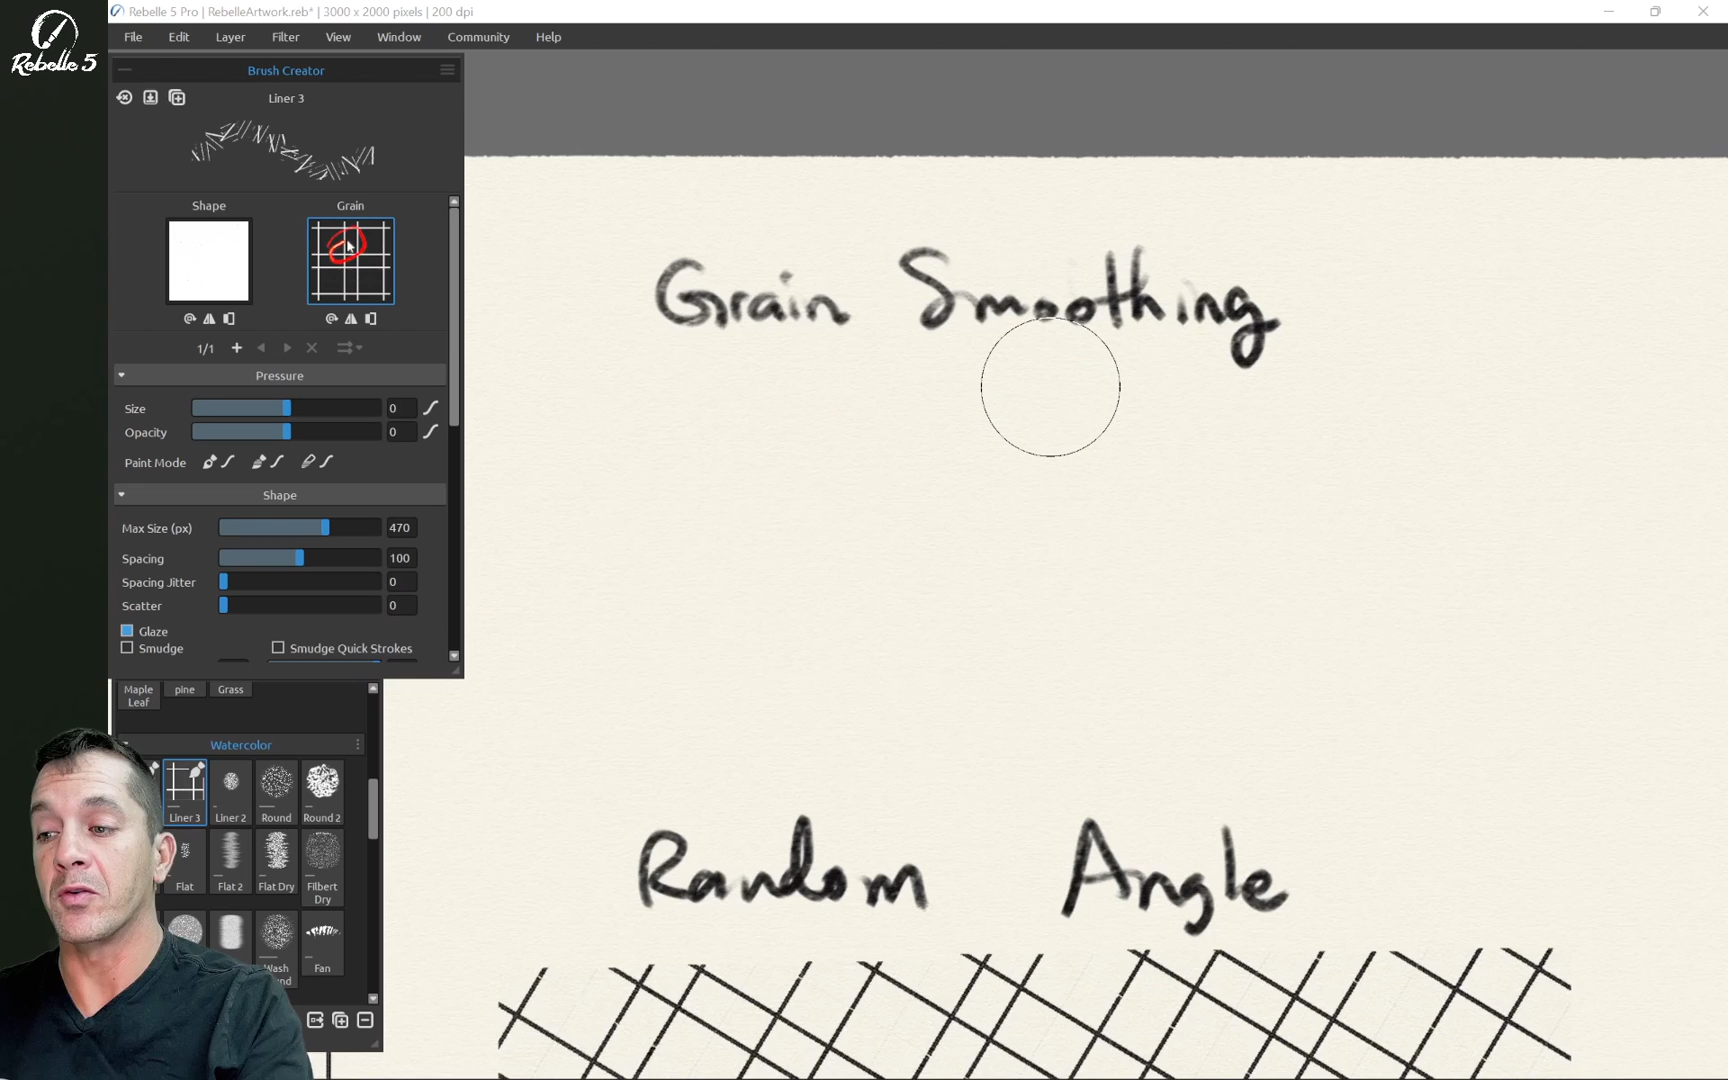 Rebelle 5
Rebelle 5 Pro | RebelleArtwork.reb* | 3000 x 2000 pixels | 200 dpi
File Edit Layer Filter View Window Community Help
Brush Creator
Liner 3
Shape Grain
1/1
Pressure
Size 0
Opacity 0
Paint Mode
Shape
Max Size (px) 470
Spacing 100
Spacing Jitter 0
Scatter 0
Glaze
Smudge Smudge Quick Strokes
Maple Leaf pine Grass
Watercolor
Liner 3 Liner 2 Round Round 2
Flat Flat 2 Flat Dry Filbert Dry
Wash Fan
Grain Smoothing
Random Angle